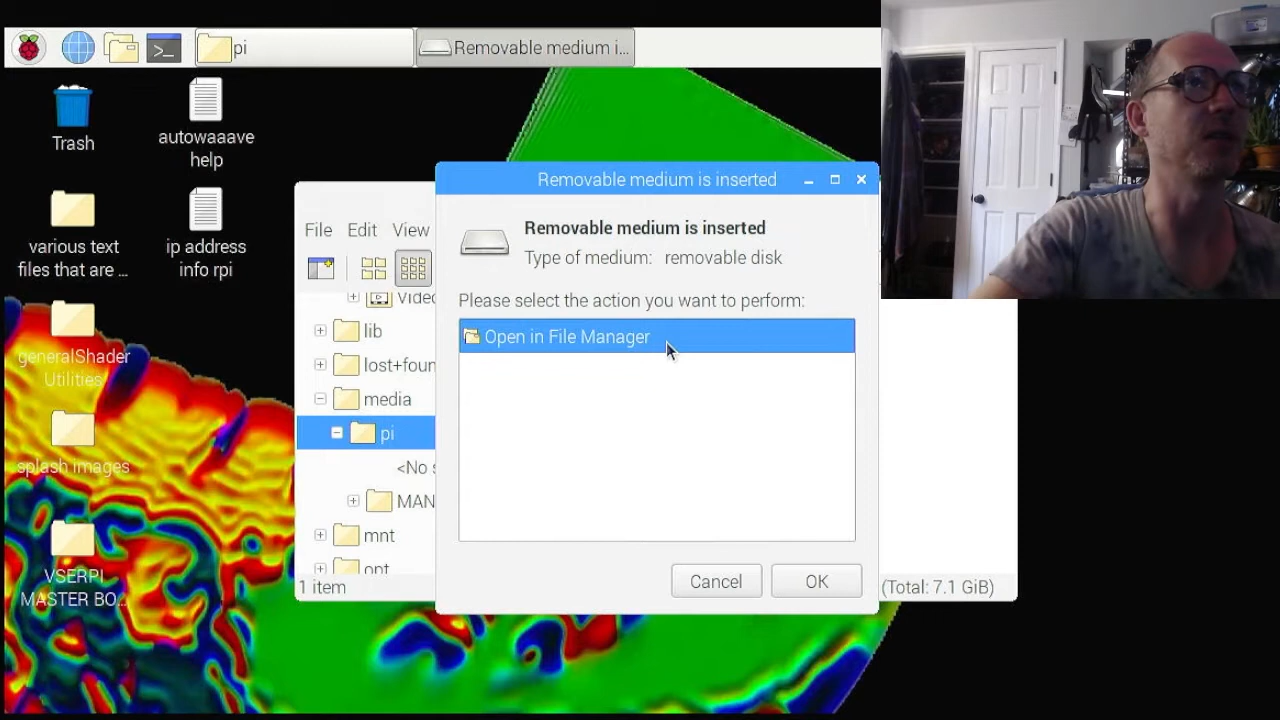 pi
Removable medium i...
Trash
autowaaave
help
various text
files that are ...
ip address
info rpi
generalShader
Utilities
splash images
VSERPI
MASTER BO...
File Edit View
Removable medium is inserted
Removable medium is inserted
Type of medium: removable disk
Please select the action you want to perform:
Open in File Manager
Cancel
OK
lib
lost+foun
media
pi
<No s
MAN
mnt
1 item
(Total: 7.1 GiB)